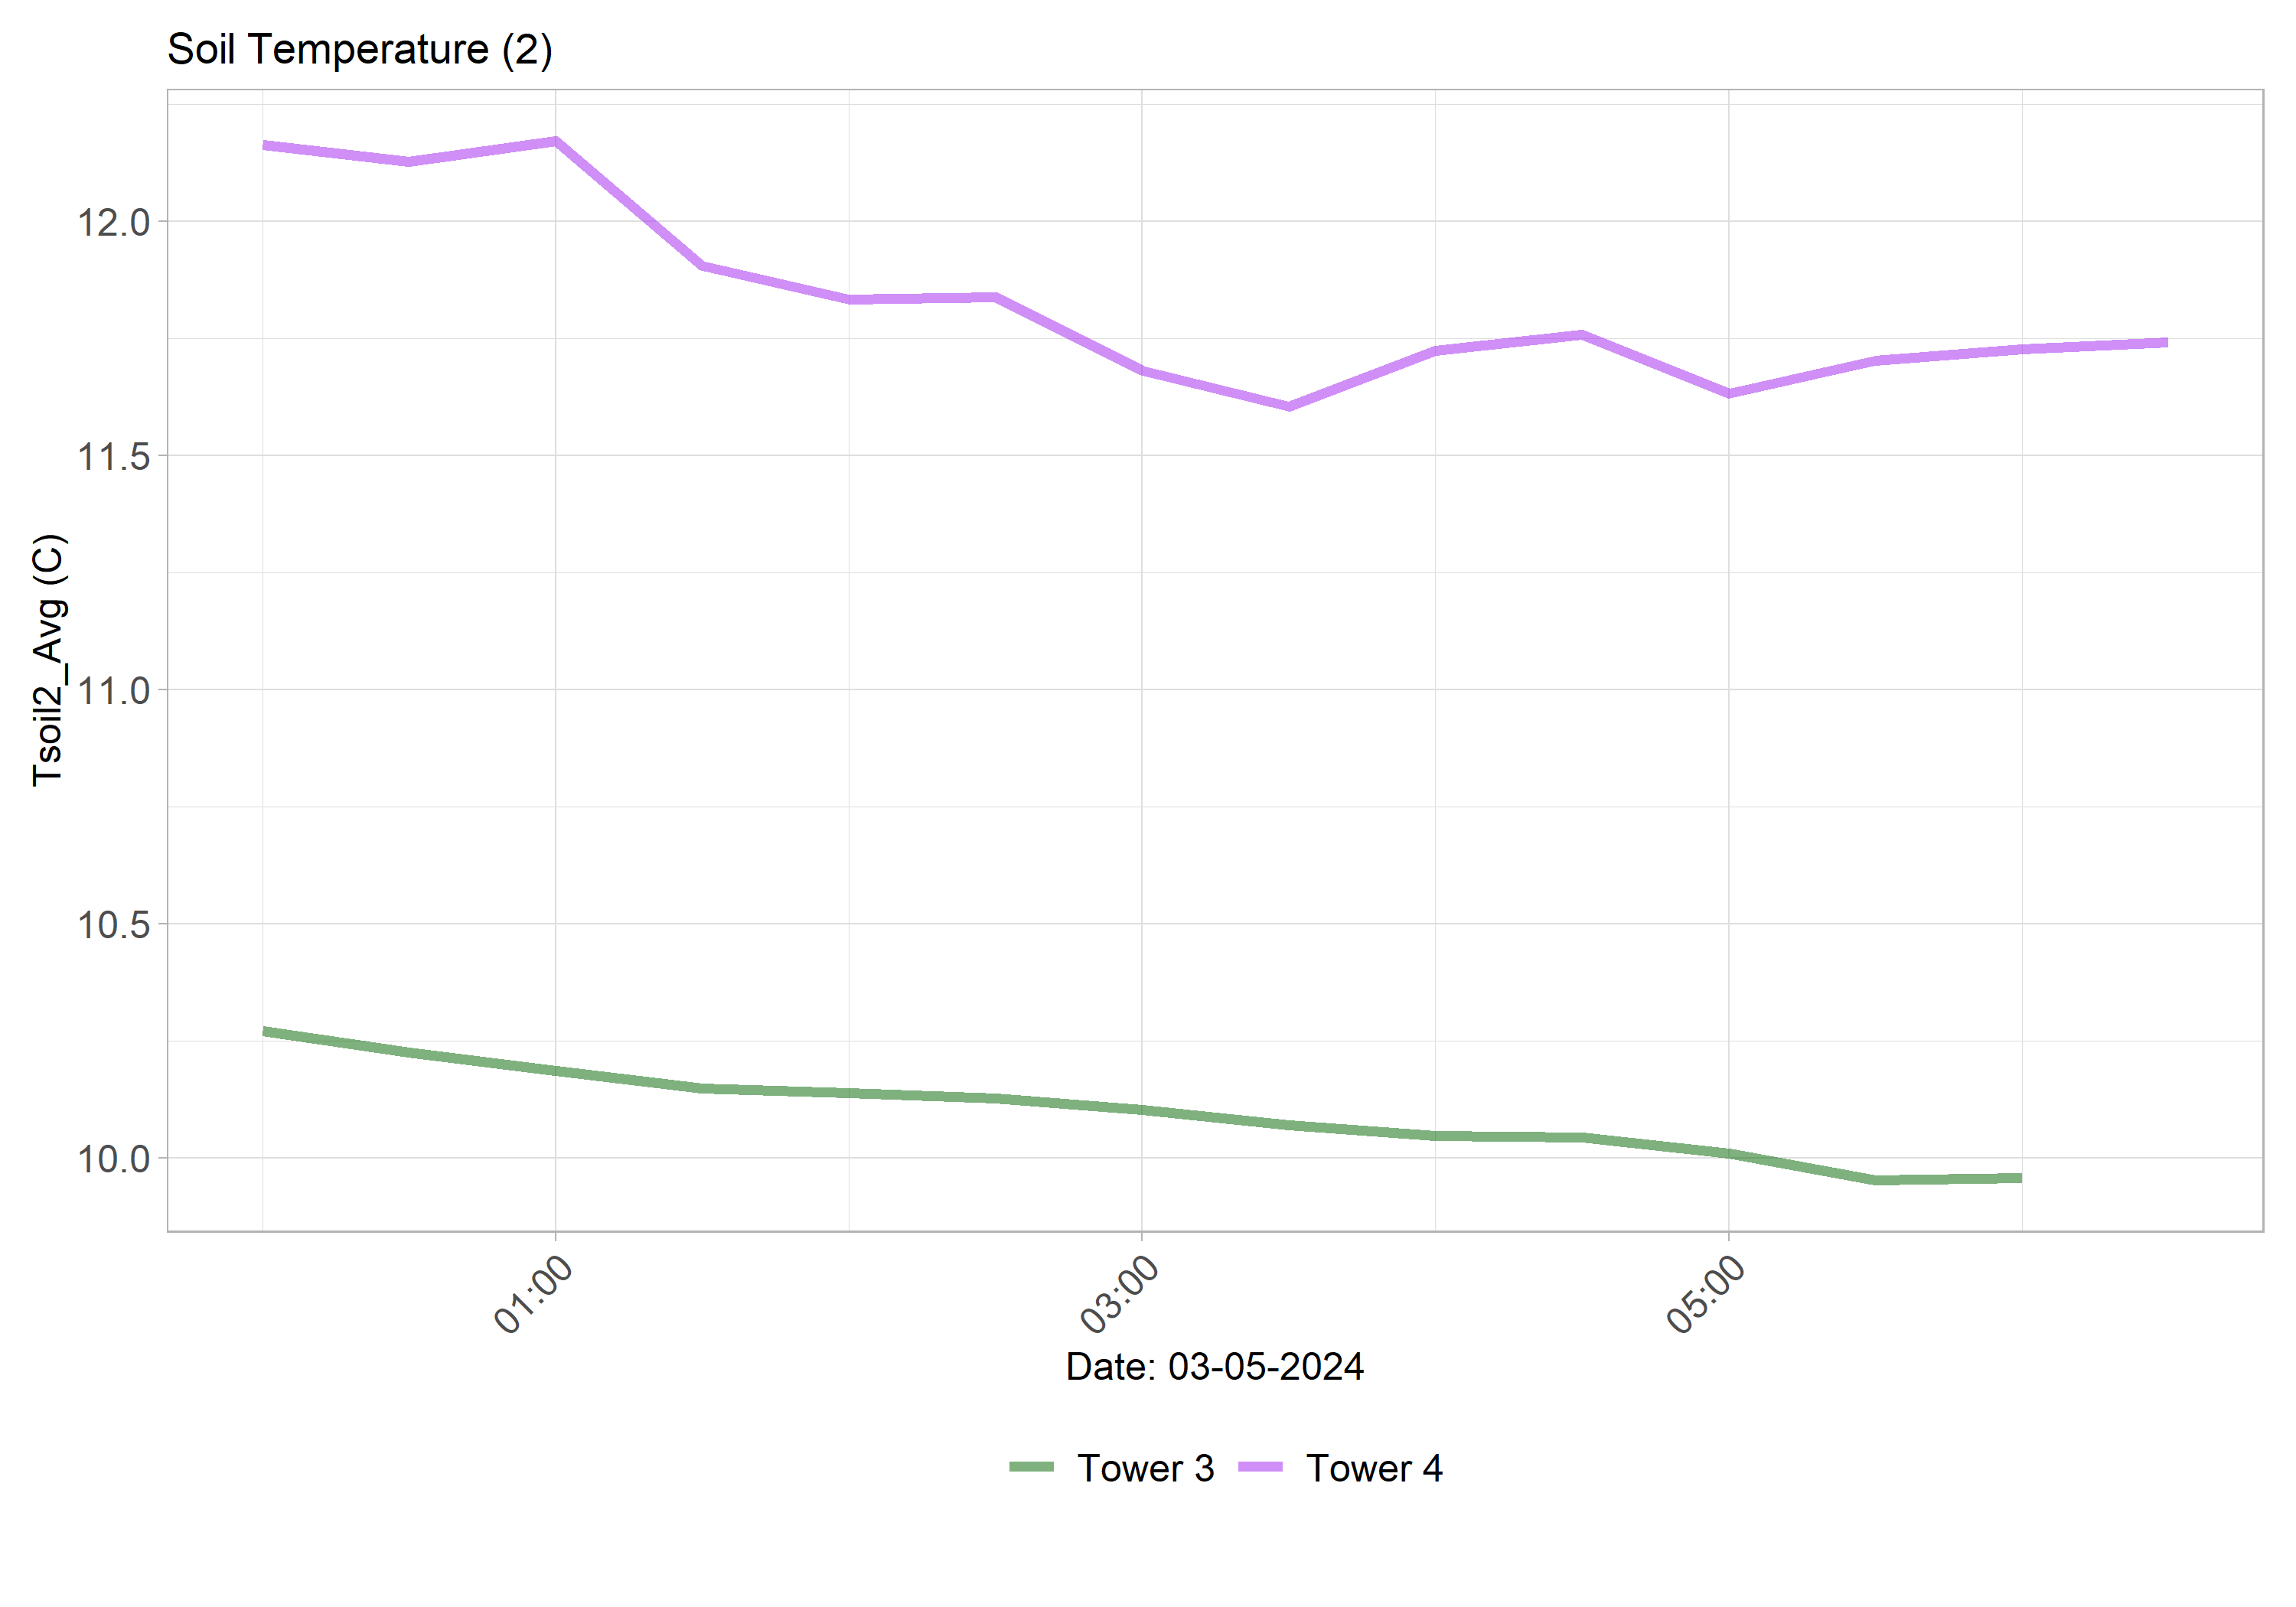 Soil Temperature (2)
Tsoil2_Avg (C)
12.0
11.5
11.0
10.5
10.0
01:00
03:00
05:00
Date: 03-05-2024
Tower 3
Tower 4